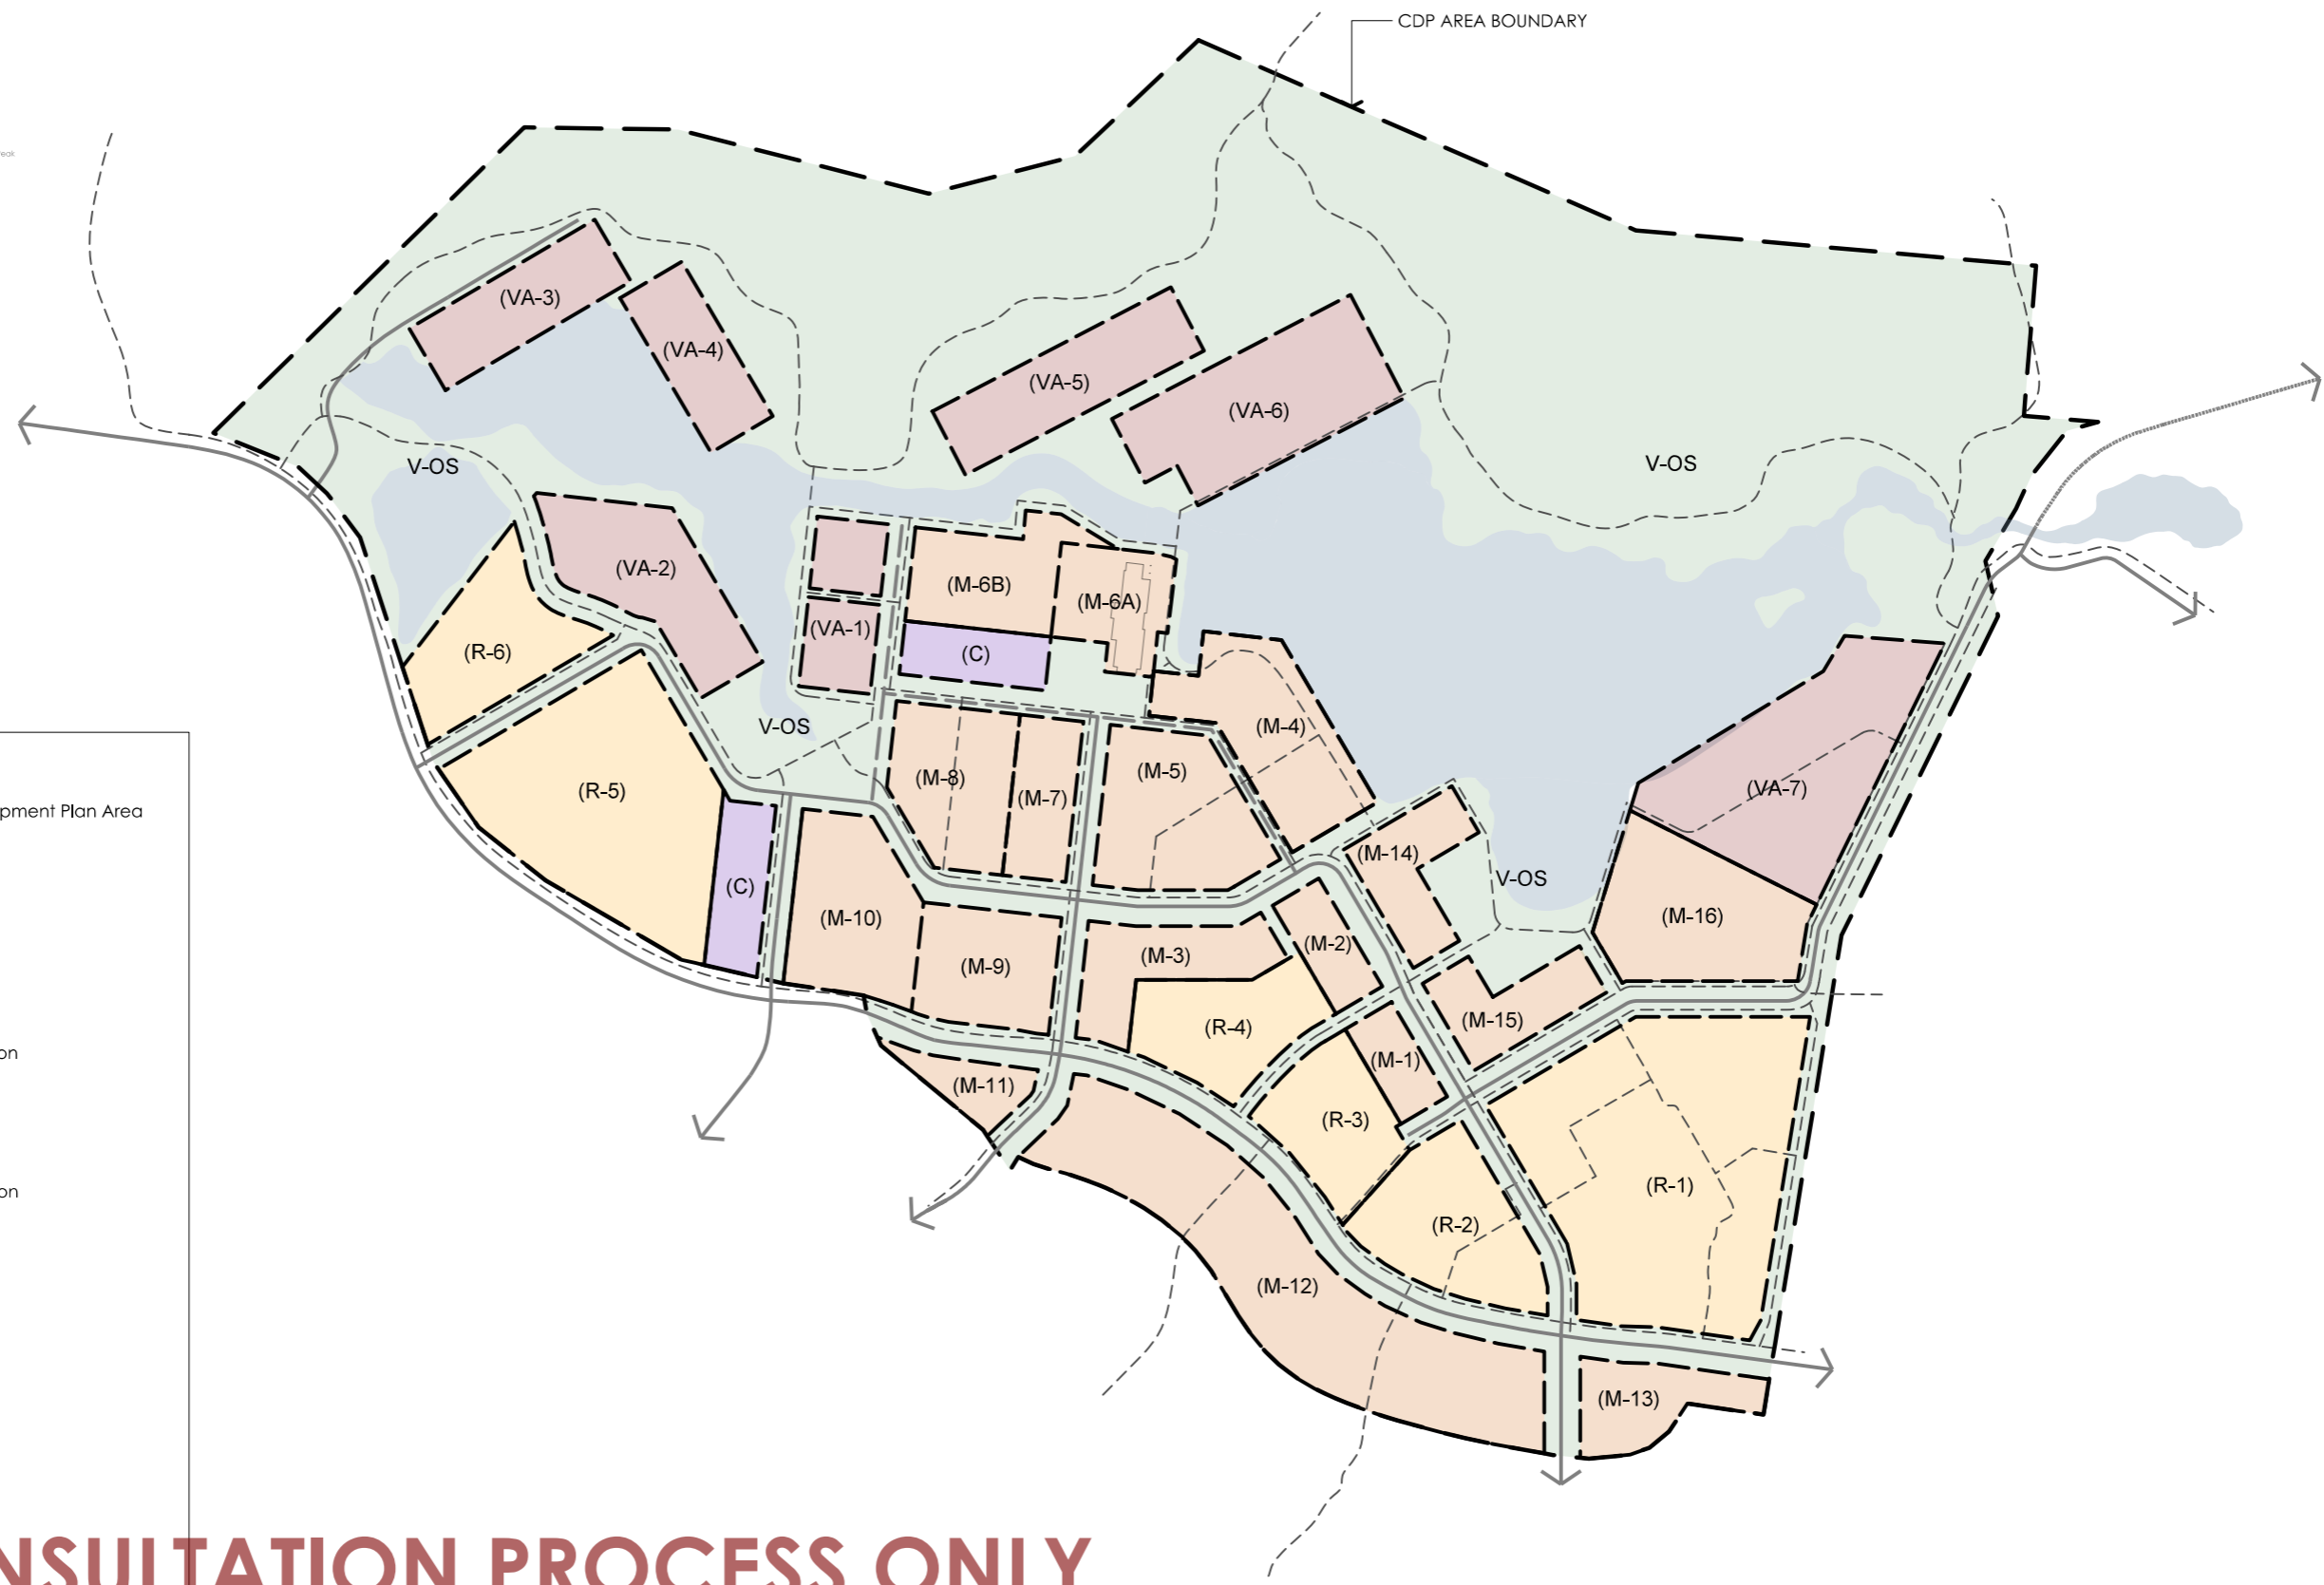 CDP AREA BOUNDARY
eak
(VA-3)
(VA-4)
(VA-5)
(VA-6)
V-OS
V-OS
(VA-2)
(M-6B)
(M-6A)
(VA-1)
(R-6)
(C)
V-OS
(M-4)
(M-8)
(M-5)
(R-5)
(M-7)
(VA-7)
opment Plan Area
(M-14)
V-OS
(C)
(M-10)
(M-16)
(M-2)
(M-3)
(M-9)
(R-4)
(M-15)
on
(M-1)
(M-11)
(R-3)
(R-1)
on
(R-2)
(M-12)
(M-13)
NSULTATION PROCESS ONLY